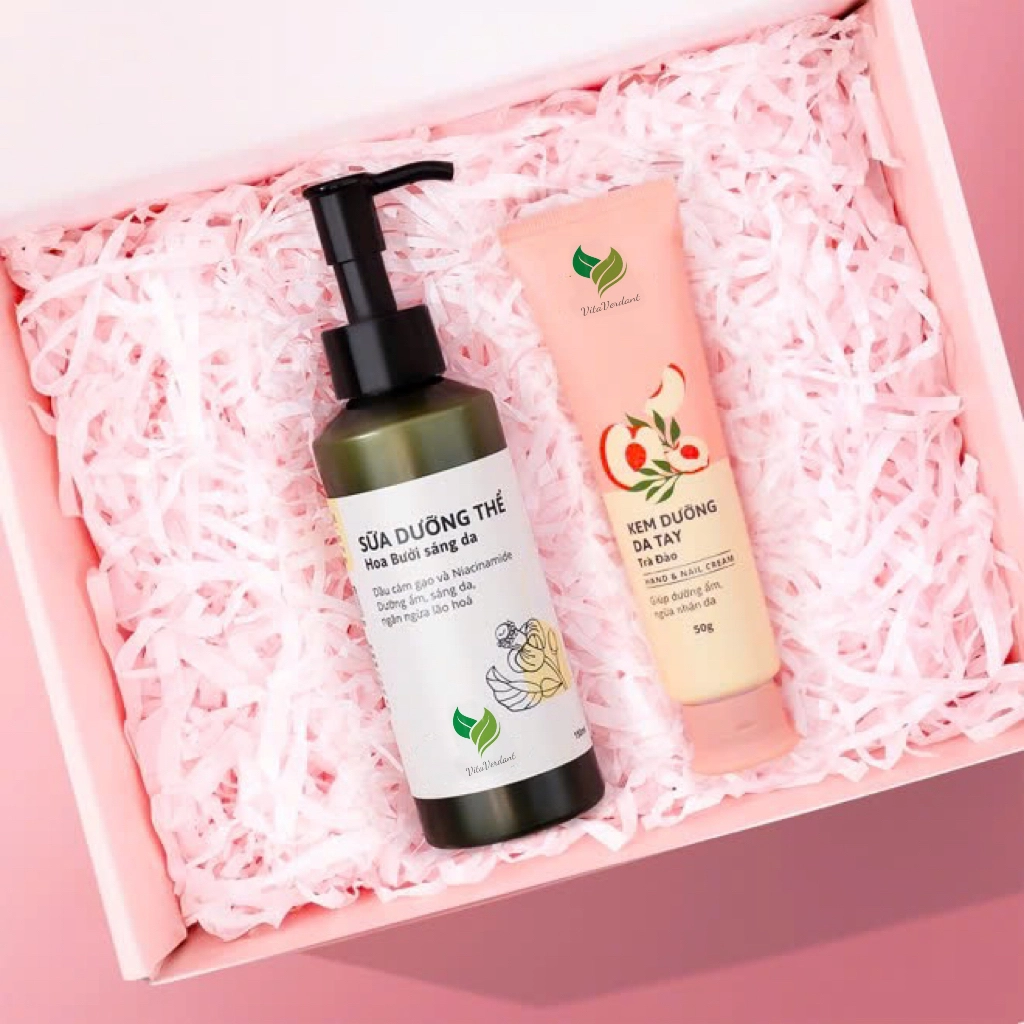 SỮA DƯỠNG THỂ
Hoa Bưởi sáng da
Dầu cám gạo và Niacinamide
Dưỡng ẩm, sáng da,
ngăn ngừa lão hoá
VitaVerdant
VitaVerdant
KEM DƯỠNG
DA TAY
Trà Đào
HAND & NAIL CREAM
Giúp dưỡng ẩm,
ngừa nhăn da
50g